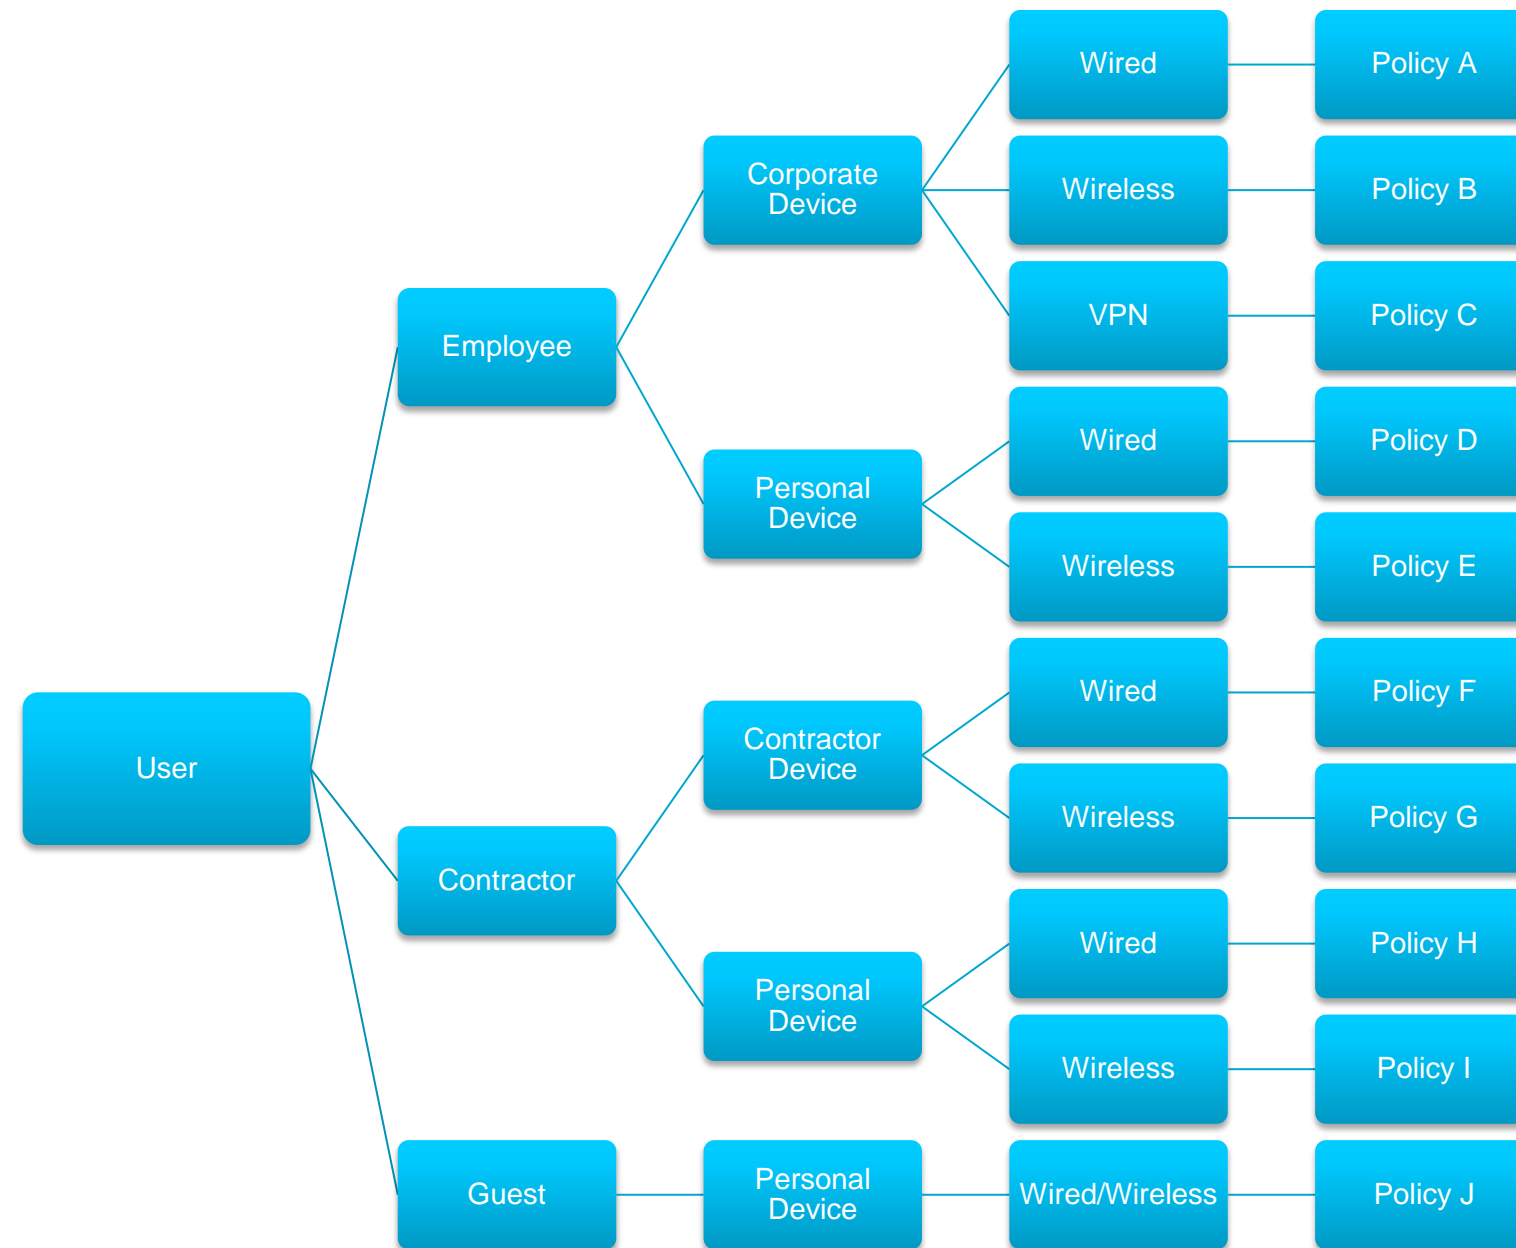 Wired
Policy A
Corporate
Device
Wireless
Policy B
VPN
Policy C
Employee
Wired
Policy D
Personal
Device
Wireless
Policy E
Wired
Policy F
Contractor
Device
User
Wireless
Policy G
Contractor
Wired
Policy H
Personal
Device
Wireless
Policy I
Guest
Personal
Device
Wired/Wireless
Policy J